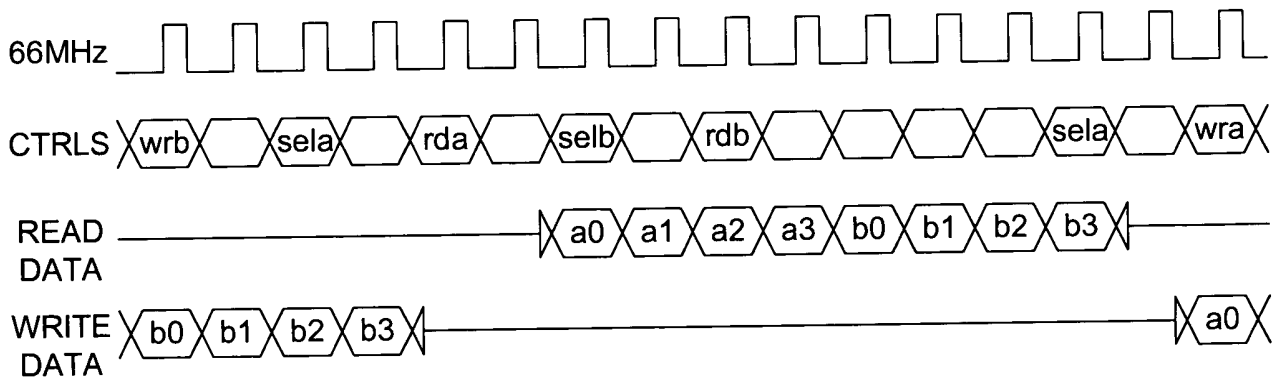 66MHz
CTRLS wrb sela rda selb rdb sela wra
READ DATA a0 a1 a2 a3 b0 b1 b2 b3
WRITE DATA b0 b1 b2 b3 a0